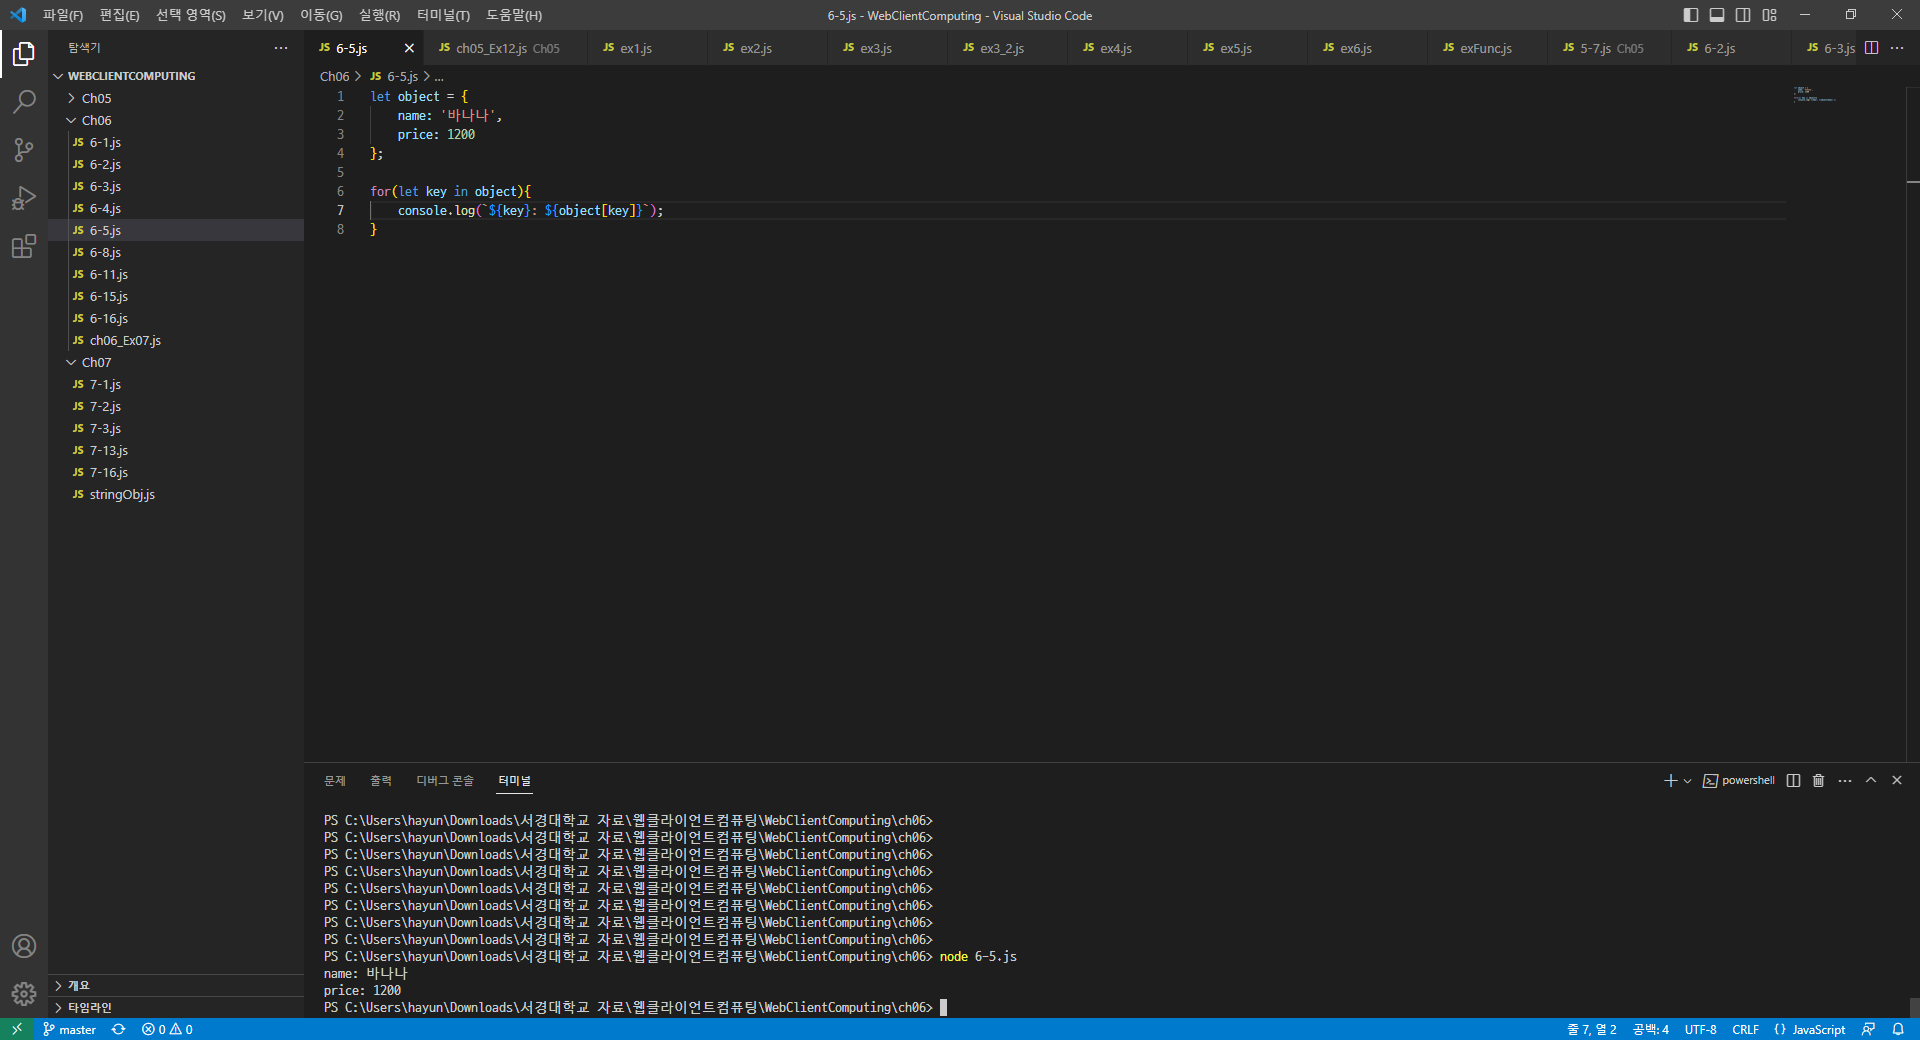 파일(F) 편집(E) 선택 영역(S) 보기(V) 이동(G) 실행(R) 터미널(T) 도움말(H)
6-5.js - WebClientComputing - Visual Studio Code
탐색기
WEBCLIENTCOMPUTING
Ch05
Ch06
JS 6-1.js
JS 6-2.js
JS 6-3.js
JS 6-4.js
JS 6-5.js
JS 6-8.js
JS 6-11.js
JS 6-15.js
JS 6-16.js
JS ch06_Ex07.js
Ch07
JS 7-1.js
JS 7-2.js
JS 7-3.js
JS 7-13.js
JS 7-16.js
JS stringObj.js
개요
타임라인
JS 6-5.js JS ch05_Ex12.js Ch05 JS ex1.js JS ex2.js JS ex3.js JS ex3_2.js JS ex4.js JS ex5.js JS ex6.js JS exFunc.js JS 5-7.js Ch05 JS 6-2.js JS 6-3.js
Ch06 > JS 6-5.js > ...
1 let object = {
2 name: '바나나',
3 price: 1200
4 };
5
6 for(let key in object){
7 console.log(`${key}: ${object[key]}`);
8 }
문제 출력 디버그 콘솔 터미널
powershell
PS C:\Users\hayun\Downloads\서경대학교 자료\웹클라이언트컴퓨팅\WebClientComputing\ch06>
PS C:\Users\hayun\Downloads\서경대학교 자료\웹클라이언트컴퓨팅\WebClientComputing\ch06>
PS C:\Users\hayun\Downloads\서경대학교 자료\웹클라이언트컴퓨팅\WebClientComputing\ch06>
PS C:\Users\hayun\Downloads\서경대학교 자료\웹클라이언트컴퓨팅\WebClientComputing\ch06>
PS C:\Users\hayun\Downloads\서경대학교 자료\웹클라이언트컴퓨팅\WebClientComputing\ch06>
PS C:\Users\hayun\Downloads\서경대학교 자료\웹클라이언트컴퓨팅\WebClientComputing\ch06>
PS C:\Users\hayun\Downloads\서경대학교 자료\웹클라이언트컴퓨팅\WebClientComputing\ch06>
PS C:\Users\hayun\Downloads\서경대학교 자료\웹클라이언트컴퓨팅\WebClientComputing\ch06>
PS C:\Users\hayun\Downloads\서경대학교 자료\웹클라이언트컴퓨팅\WebClientComputing\ch06> node 6-5.js
name: 바나나
price: 1200
PS C:\Users\hayun\Downloads\서경대학교 자료\웹클라이언트컴퓨팅\WebClientComputing\ch06>
master 0 0
줄 7, 열 2 공백: 4 UTF-8 CRLF {} JavaScript